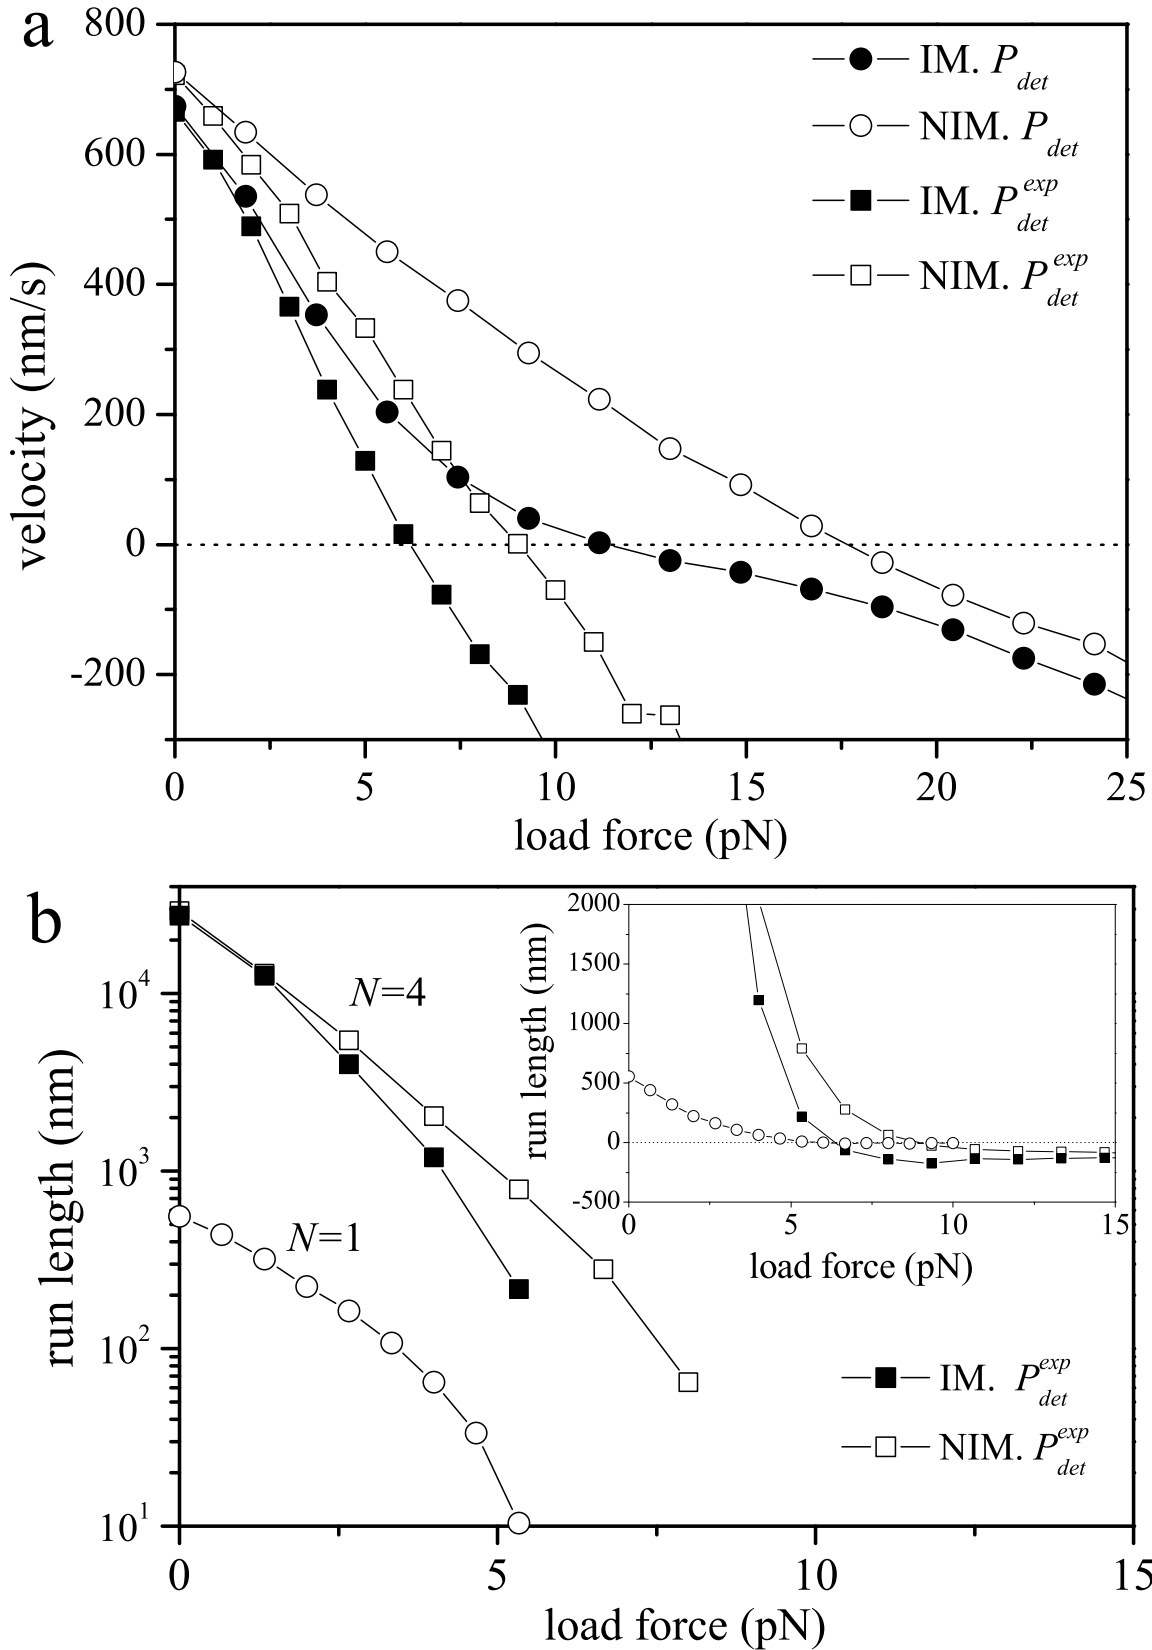 a
800
600
400
200
0
-200
velocity (nm/s)
IM. P_det
NIM. P_det
IM. P_det^exp
NIM. P_det^exp
0 5 10 15 20 25
load force (pN)
b
10^4
10^3
10^2
10^1
run length (nm)
N=4
N=1
2000
1500
1000
500
0
-500
run length (nm)
0 5 10 15
load force (pN)
IM. P_det^exp
NIM. P_det^exp
0 5 10 15
load force (pN)